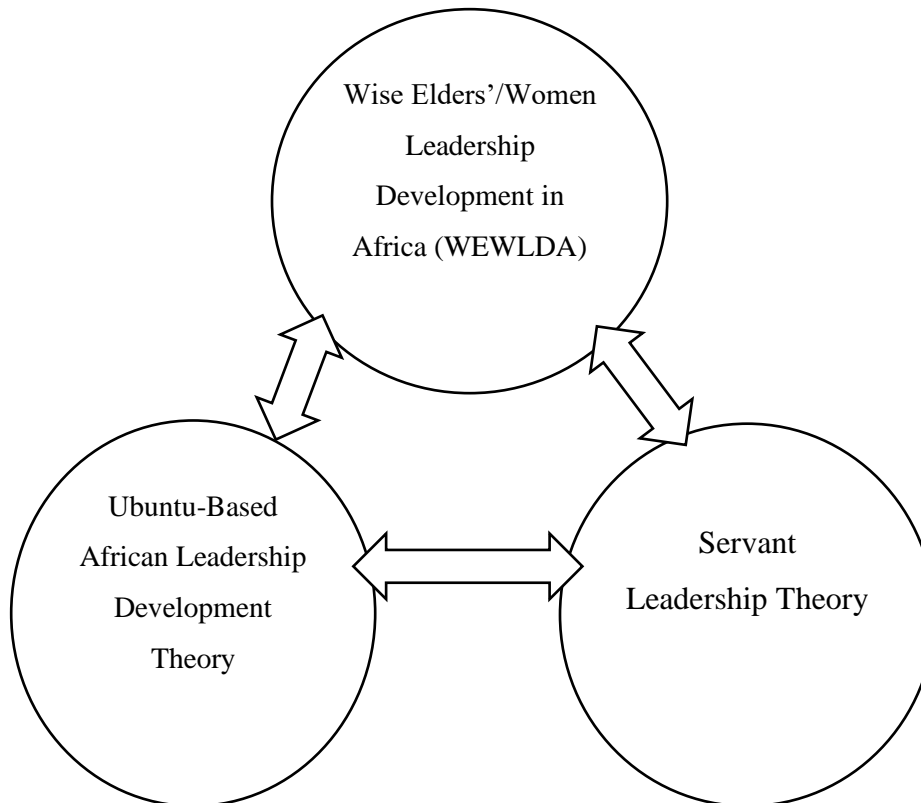 Wise Elders’/Women
Leadership
Development in
Africa (WEWLDA)
Ubuntu-Based
African Leadership
Development
Theory
Servant
Leadership Theory